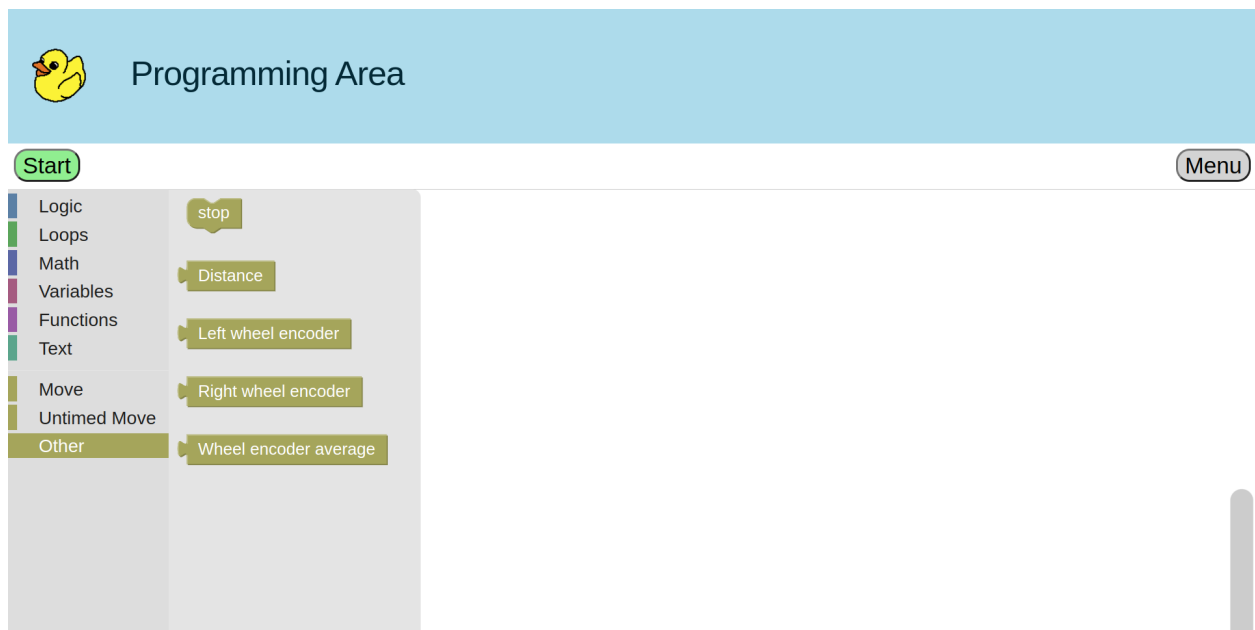 Programming Area
Start
Menu
Logic
Loops
Math
Variables
Functions
Text
Move
Untimed Move
Other
stop
Distance
Left wheel encoder
Right wheel encoder
Wheel encoder average